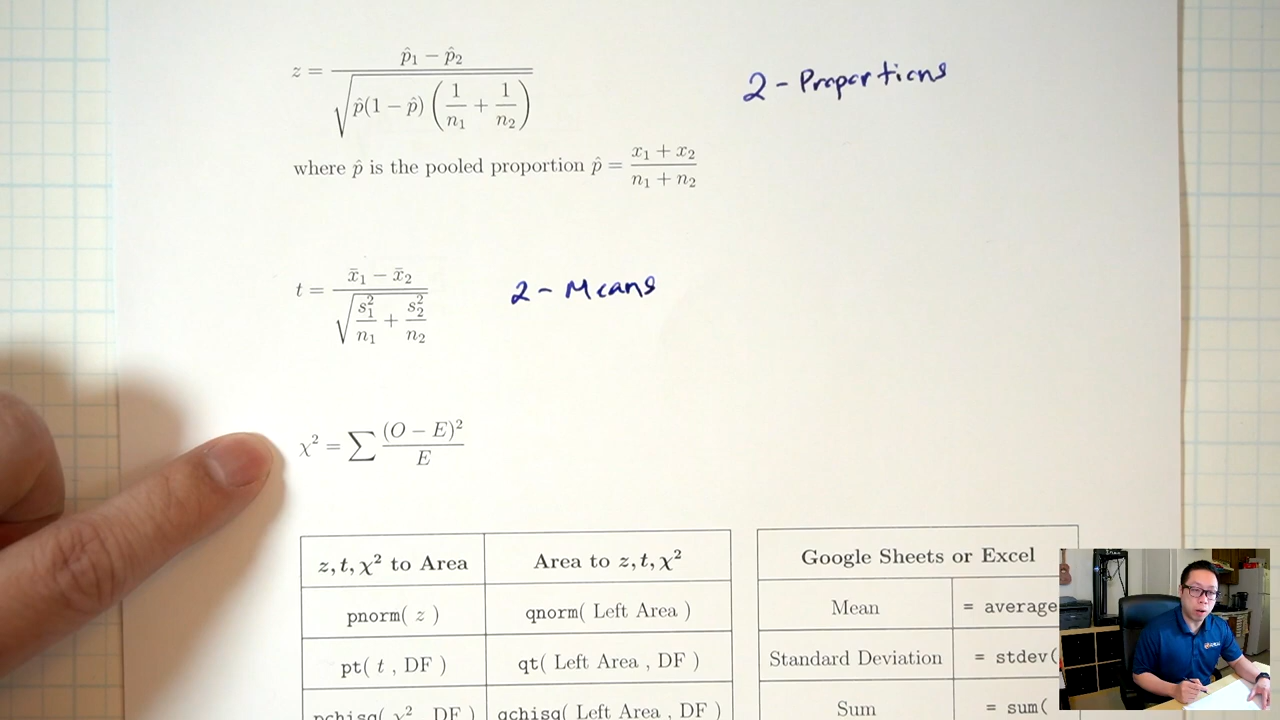 z = (p̂₁ − p̂₂) / √(p̂(1 − p̂) (1/n₁ + 1/n₂))
2 - Proportions
where p̂ is the pooled proportion p̂ = (x₁ + x₂) / (n₁ + n₂)
t = (x̄₁ − x̄₂) / √(s₁²/n₁ + s₂²/n₂)
2 - Means
χ² = ∑ (O − E)² / E
z, t, χ² to Area Area to z, t, χ²
pnorm( z ) qnorm( Left Area )
pt( t , DF ) qt( Left Area , DF )
pchisq( χ² , DF ) qchisq( Left Area , DF )
Google Sheets or Excel
Mean = average
Standard Deviation = stdev(
Sum = sum(